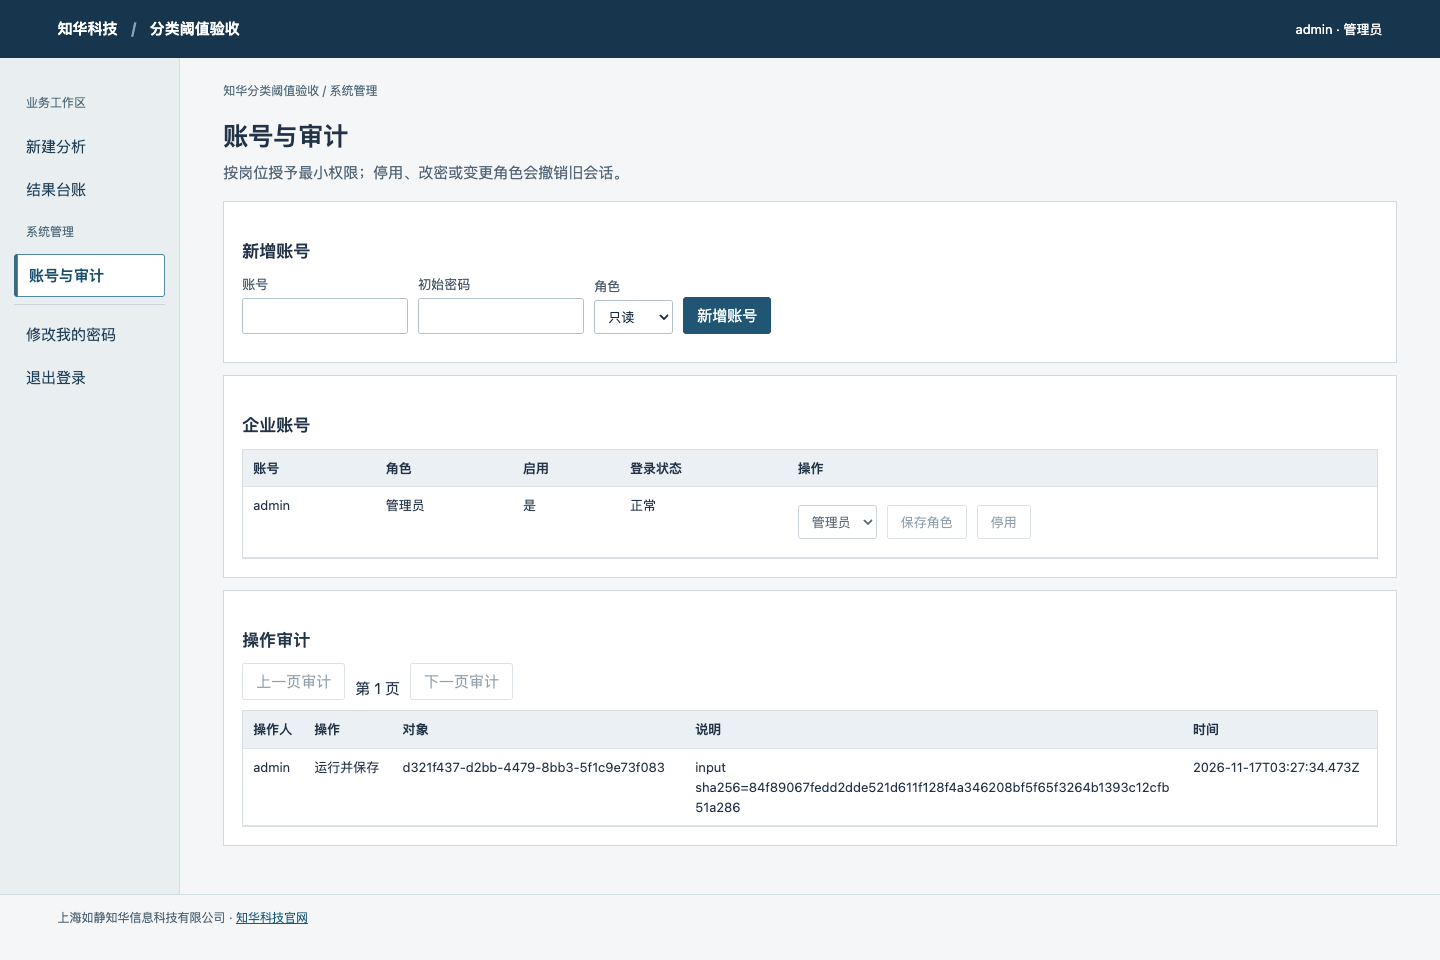 知华科技 / 分类阈值验收
admin · 管理员
业务工作区
新建分析
结果台账
系统管理
账号与审计
修改我的密码
退出登录
知华分类阈值验收 / 系统管理
账号与审计
按岗位授予最小权限；停用、改密或变更角色会撤销旧会话。
新增账号
账号 初始密码 角色
只读 新增账号
企业账号
账号 角色 启用 登录状态 操作
admin 管理员 是 正常 管理员 保存角色 停用
操作审计
上一页审计 第 1 页 下一页审计
操作人 操作 对象 说明 时间
admin 运行并保存 d321f437-d2bb-4479-8bb3-5f1c9e73f083 input 2026-11-17T03:27:34.473Z
sha256=84f89067fedd2dde521d611f128f4a346208bf5f65f3264b1393c12cfb
51a286
上海如静知华信息科技有限公司 · 知华科技官网